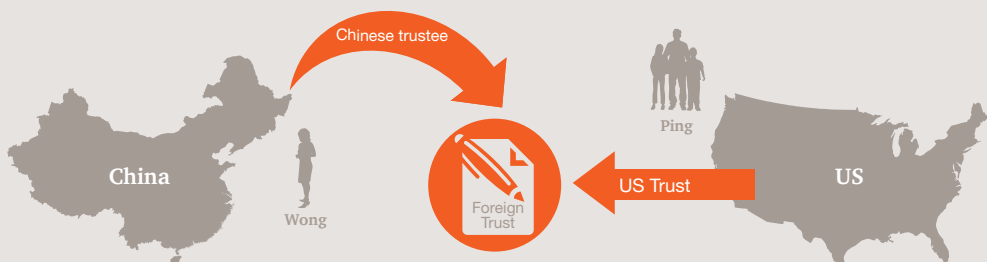 Chinese trustee
China
Wong
Foreign
Trust
Ping
US Trust
US